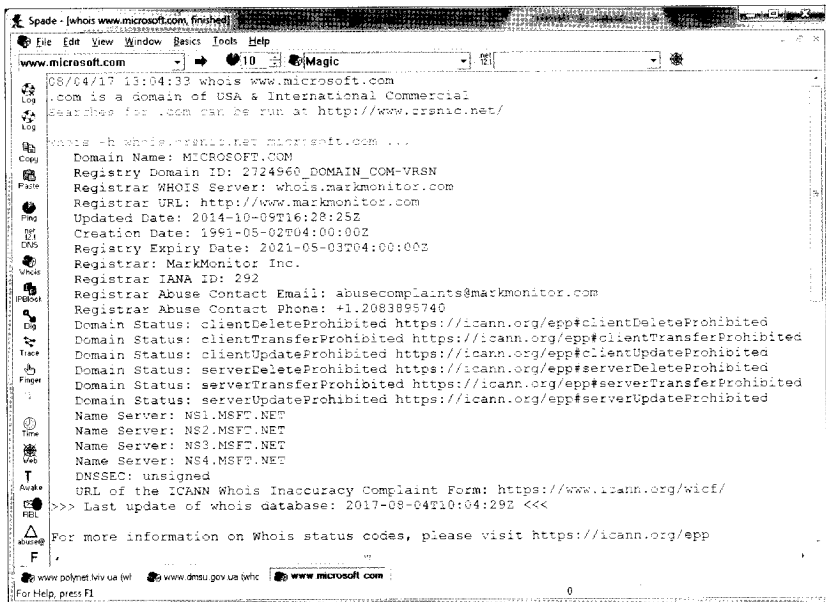 Spade - [whois www.microsoft.com, finished]
File Edit View Window Basics Tools Help
www.microsoft.com 10 Magic
08/04/17 13:04:33 whois www.microsoft.com
.com is a domain of USA & International Commercial
Searches for .com can be run at http://www.crsnic.net/
whois -h whois.crsnic.net microsoft.com ...
Domain Name: MICROSOFT.COM
Registry Domain ID: 2724960_DOMAIN_COM-VRSN
Registrar WHOIS Server: whois.markmonitor.com
Registrar URL: http://www.markmonitor.com
Updated Date: 2014-10-09T16:28:25Z
Creation Date: 1991-05-02T04:00:00Z
Registry Expiry Date: 2021-05-03T04:00:00Z
Registrar: MarkMonitor Inc.
Registrar IANA ID: 292
Registrar Abuse Contact Email: abusecomplaints@markmonitor.com
Registrar Abuse Contact Phone: +1.2083895740
Domain Status: clientDeleteProhibited https://icann.org/epp#clientDeleteProhibited
Domain Status: clientTransferProhibited https://icann.org/epp#clientTransferProhibited
Domain Status: clientUpdateProhibited https://icann.org/epp#clientUpdateProhibited
Domain Status: serverDeleteProhibited https://icann.org/epp#serverDeleteProhibited
Domain Status: serverTransferProhibited https://icann.org/epp#serverTransferProhibited
Domain Status: serverUpdateProhibited https://icann.org/epp#serverUpdateProhibited
Name Server: NS1.MSFT.NET
Name Server: NS2.MSFT.NET
Name Server: NS3.MSFT.NET
Name Server: NS4.MSFT.NET
DNSSEC: unsigned
URL of the ICANN Whois Inaccuracy Complaint Form: https://www.icann.org/wicf/
>>> Last update of whois database: 2017-08-04T10:04:29Z <<<
For more information on Whois status codes, please visit https://icann.org/epp
Log
Log
Copy
Paste
Ping
DNS
Whois
IPBlock
Dig
Trace
Finger
Time
Web
Awake
RBL
abuse@
F
www.polynet.lviv.ua (wh
www.dmsu.gov.ua (whc
www.microsoft.com
For Help, press F1
0